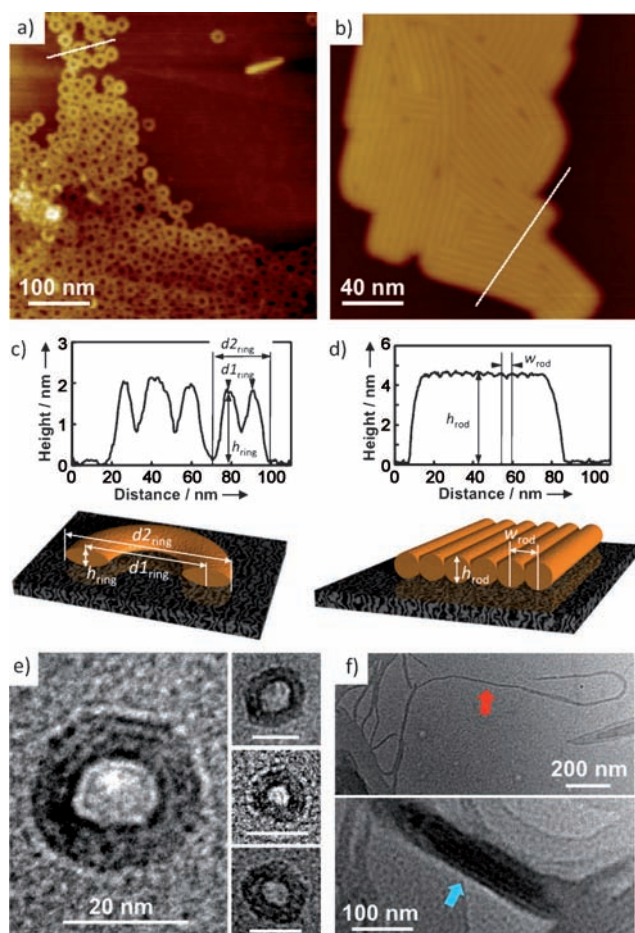 a)
100 nm
b)
40 nm
c)
Height / nm →
3
2
1
0
d2ring
d1ring
hring
0 20 40 60 80 100
Distance / nm →
d)
Height / nm →
6
4
2
0
wrod
hrod
0 20 40 60 80 100
Distance / nm →
d2ring
hring
d1ring
wrod
hrod
e)
20 nm
f)
200 nm
100 nm